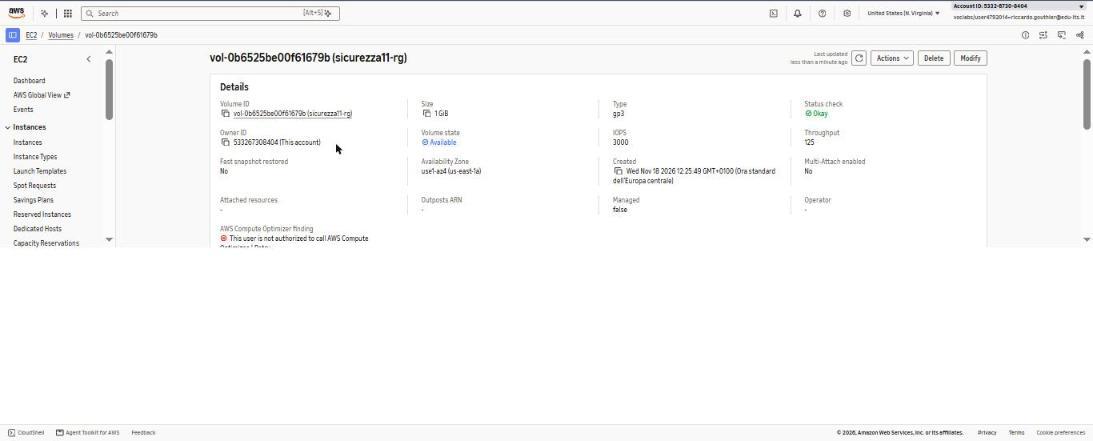 aws
Search [Alt+S]
United States (N. Virginia)
Account ID: 5332-6730-8404
EC2 / Volumes / vol-0b6525be00f61679b
EC2
Dashboard
AWS Global View
Events
Instances
Instances
Instance Types
Launch Templates
Spot Requests
Savings Plans
Reserved Instances
Dedicated Hosts
Capacity Reservations
vol-0b6525be00f61679b (sicurezza11-rg)
Last updated
less than a minute ago
Actions
Delete
Modify
Details
Volume ID
vol-0b6525be00f61679b (sicurezza11-rg)
Size
1 GiB
Type
gp3
Status check
Okay
Owner ID
533267308404 (This account)
Volume state
Available
IOPS
3000
Throughput
125
Fast snapshot restored
No
Availability Zone
use1-az4 (us-east-1a)
Created
Wed Nov 18 2026 12:25:49 GMT+0100 (Ora standard
dell'Europa centrale)
Multi-Attach enabled
No
Attached resources
-
Outposts ARN
-
Managed
false
Operator
-
AWS Compute Optimizer finding
This user is not authorized to call AWS Compute
CloudShell
Agent Toolkit for AWS
Feedback
© 2026, Amazon Web Services, Inc. or its affiliates.
Privacy
Terms
Cookie preferences